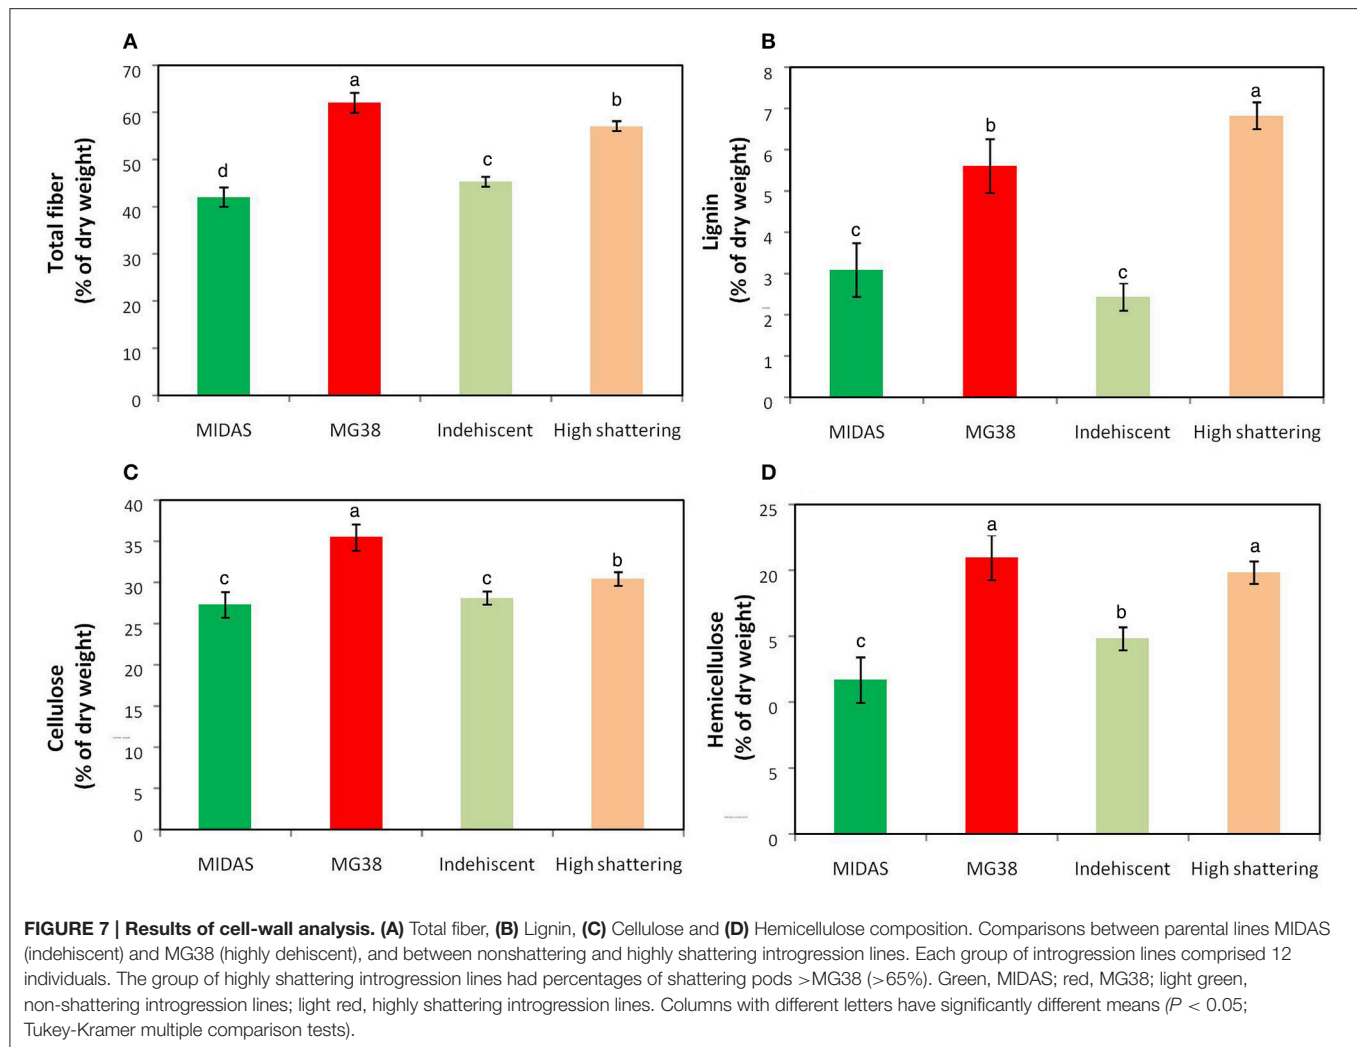 A
70
60
50
40
30
20
10
0
Total fiber
(% of dry weight)
d
a
c
b
MIDAS MG38 Indehiscent High shattering
B
8
7
6
5
4
3
2
1
0
Lignin
(% of dry weight)
c
b
c
a
MIDAS MG38 Indehiscent High shattering
C
40
35
30
25
20
15
10
5
0
Cellulose
(% of dry weight)
c
a
c
b
MIDAS MG38 Indehiscent High shattering
D
25
20
5
0
5
0
Hemicellulose
(% of dry weight)
c
a
b
a
MIDAS MG38 Indehiscent High shattering
FIGURE 7 | Results of cell-wall analysis. (A) Total fiber, (B) Lignin, (C) Cellulose and (D) Hemicellulose composition. Comparisons between parental lines MIDAS
(indehiscent) and MG38 (highly dehiscent), and between nonshattering and highly shattering introgression lines. Each group of introgression lines comprised 12
individuals. The group of highly shattering introgression lines had percentages of shattering pods >MG38 (>65%). Green, MIDAS; red, MG38; light green,
non-shattering introgression lines; light red, highly shattering introgression lines. Columns with different letters have significantly different means (P < 0.05;
Tukey-Kramer multiple comparison tests).